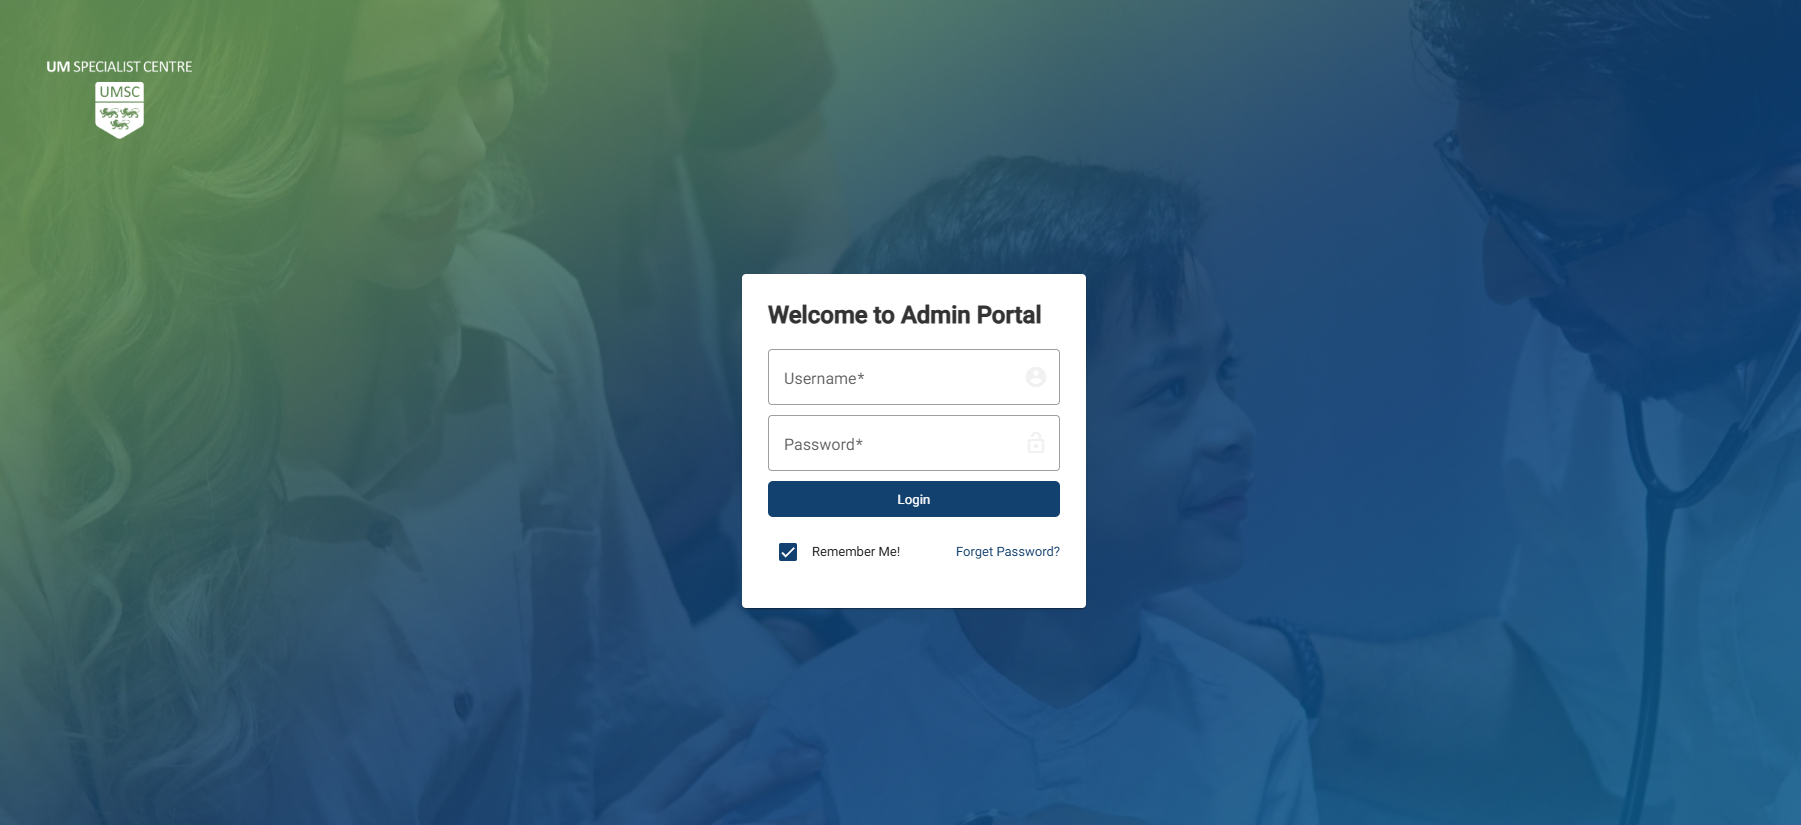 UM SPECIALIST CENTRE
UMSC
Welcome to Admin Portal
Username*
Password*
Login
Remember Me!
Forget Password?